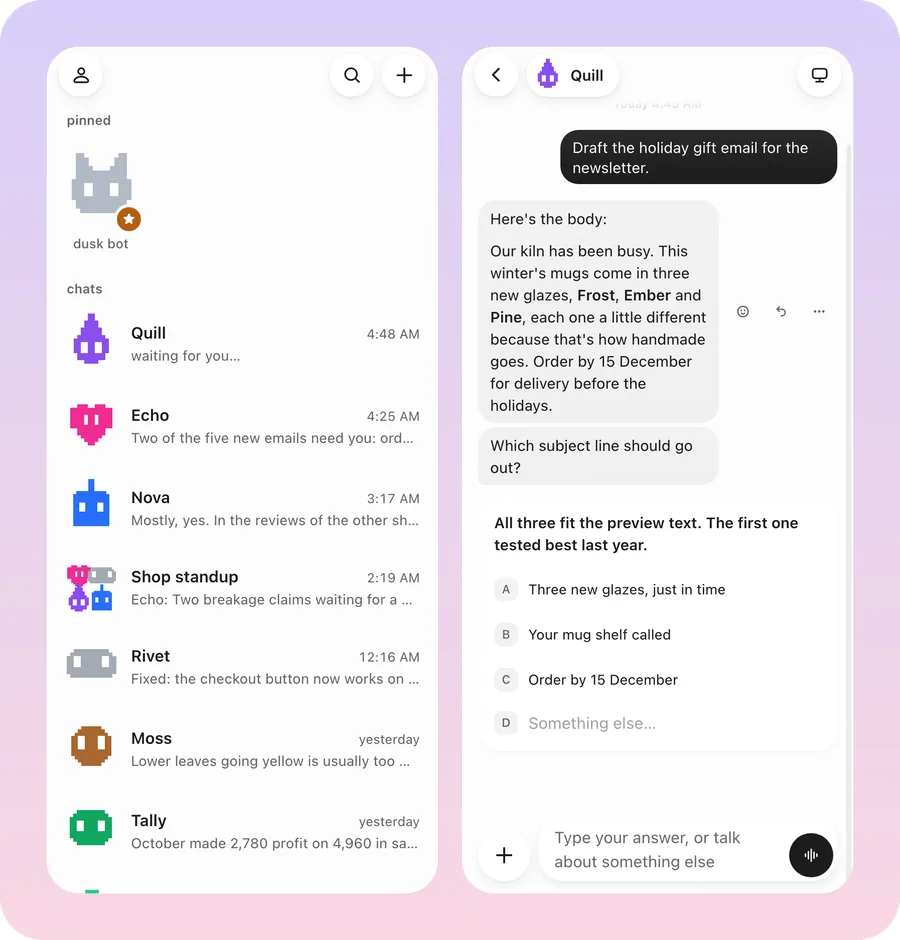 pinned
dusk bot
chats
Quill
4:48 AM
waiting for you...
Echo
4:25 AM
Two of the five new emails need you: ord...
Nova
3:17 AM
Mostly, yes. In the reviews of the other sh...
Shop standup
2:19 AM
Echo: Two breakage claims waiting for a ...
Rivet
12:16 AM
Fixed: the checkout button now works on ...
Moss
yesterday
Lower leaves going yellow is usually too ...
Tally
yesterday
October made 2,780 profit on 4,960 in sa...
Quill
Today 4:45 AM
Draft the holiday gift email for the
newsletter.
Here's the body:
Our kiln has been busy. This
winter's mugs come in three
new glazes, Frost, Ember and
Pine, each one a little different
because that's how handmade
goes. Order by 15 December
for delivery before the
holidays.
Which subject line should go
out?
All three fit the preview text. The first one
tested best last year.
A Three new glazes, just in time
B Your mug shelf called
C Order by 15 December
D Something else...
Type your answer, or talk
about something else